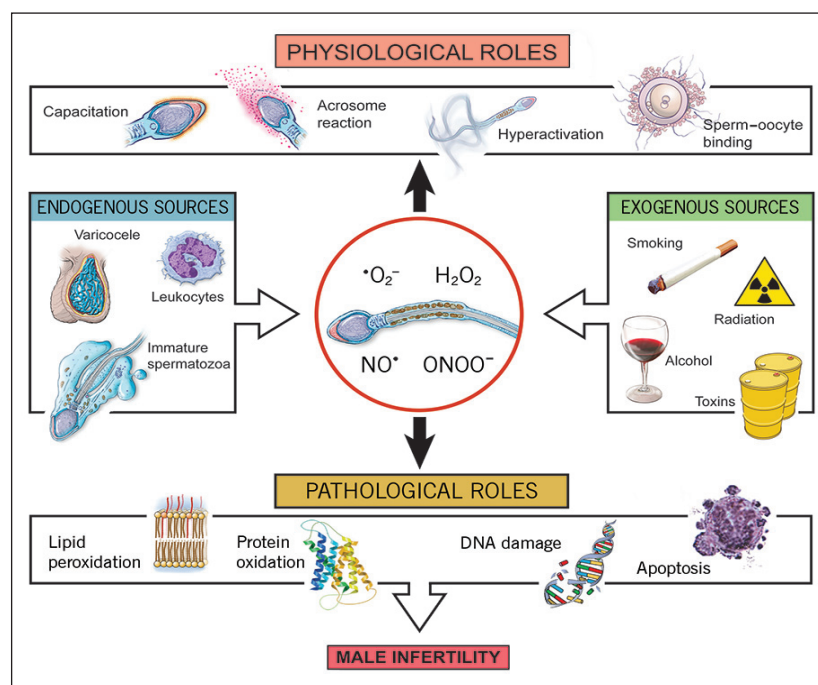 PHYSIOLOGICAL ROLES
Capacitation
Acrosome
reaction
Hyperactivation
Sperm–oocyte
binding
ENDOGENOUS SOURCES
Varicocele
Leukocytes
Immature
spermatozoa
•O₂⁻ H₂O₂
NO• ONOO⁻
EXOGENOUS SOURCES
Smoking
Radiation
Alcohol
Toxins
PATHOLOGICAL ROLES
Lipid
peroxidation
Protein
oxidation
DNA damage
Apoptosis
MALE INFERTILITY